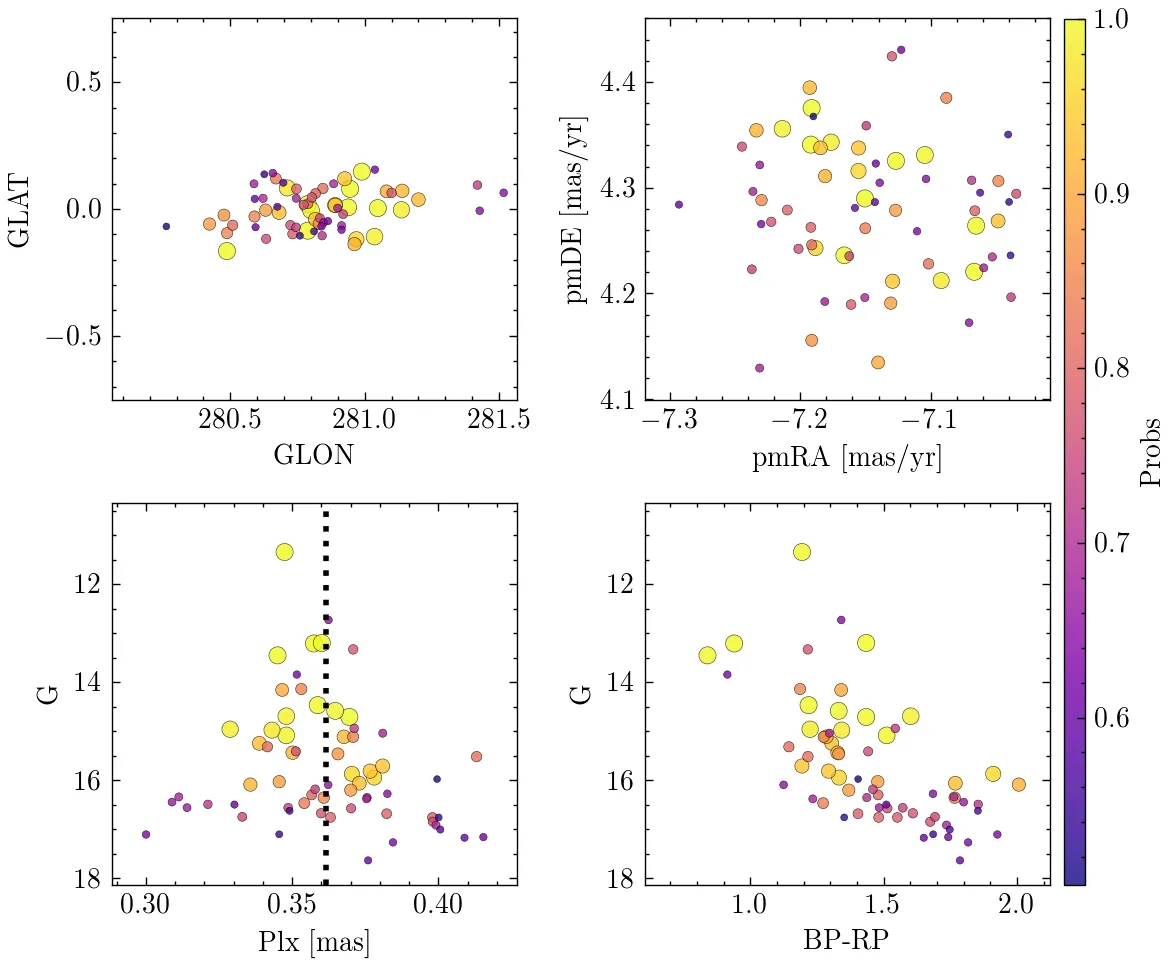 0.5
0.0
−0.5
GLAT
280.5 281.0 281.5
GLON
4.4
4.3
4.2
4.1
pmDE [mas/yr]
−7.3 −7.2 −7.1
pmRA [mas/yr]
12
14
16
18
G
0.30 0.35 0.40
Plx [mas]
12
14
16
18
G
1.0 1.5 2.0
BP-RP
1.0
0.9
0.8
0.7
0.6
Probs